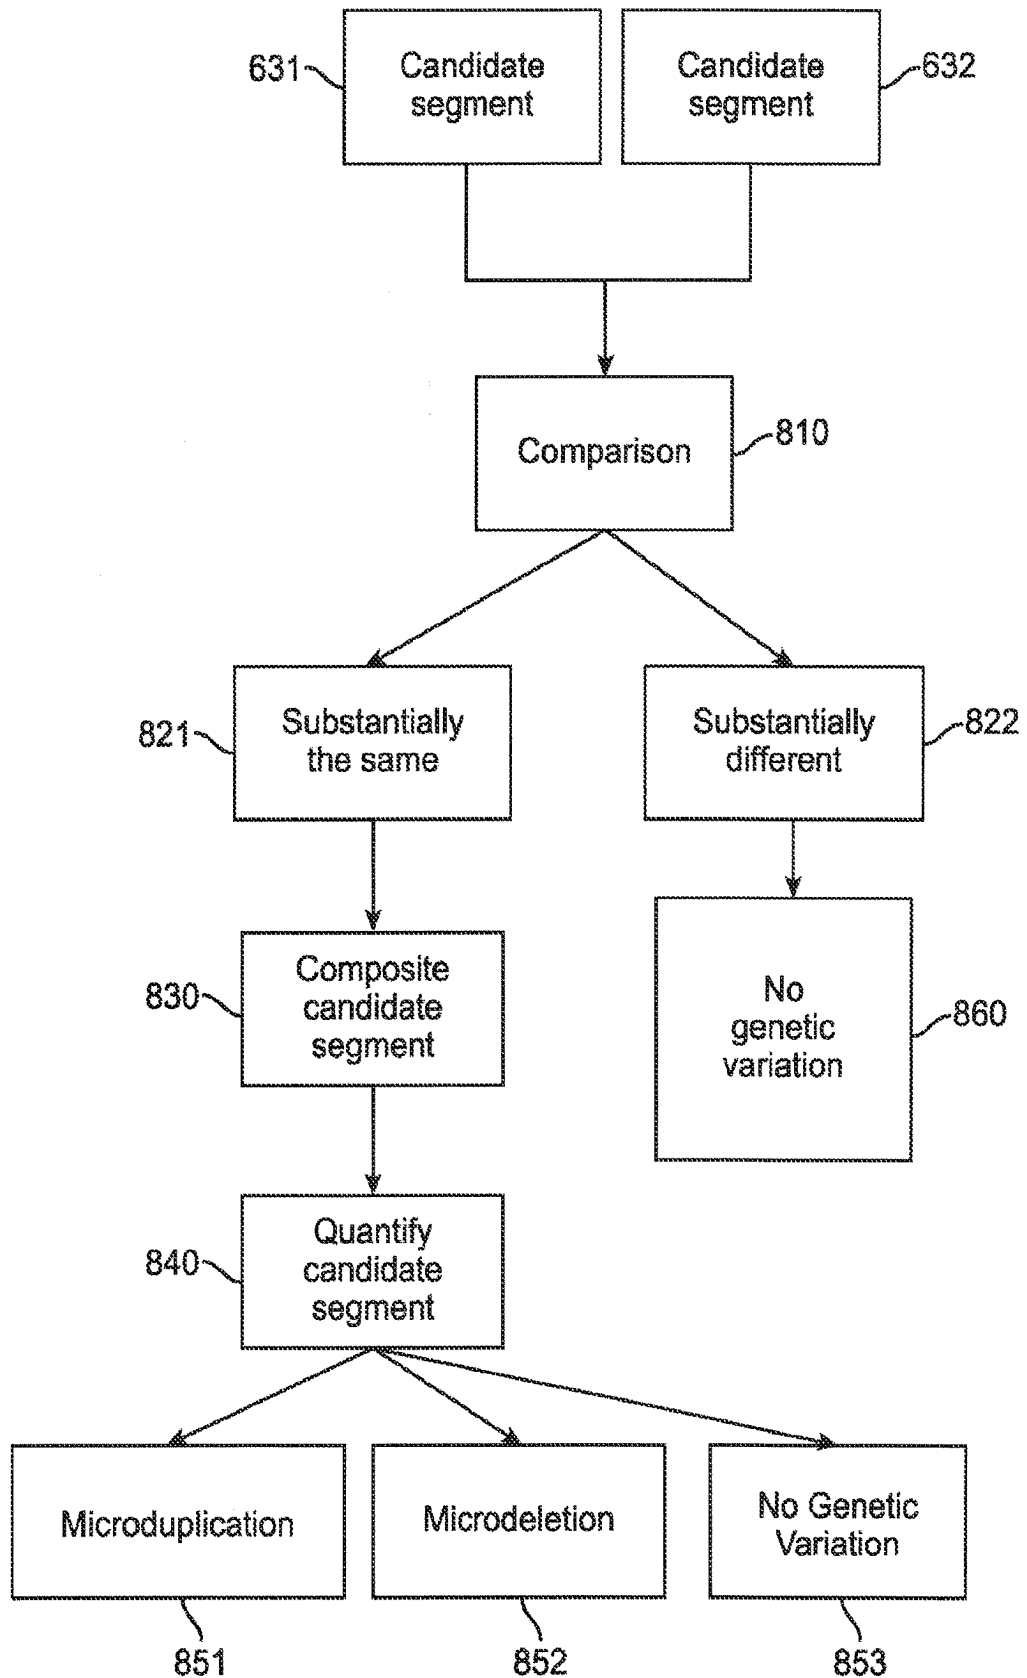 631
Candidate
segment
Candidate
segment
632
Comparison
810
821
Substantially
the same
Substantially
different
822
830
Composite
candidate
segment
No
genetic
variation
860
840
Quantify
candidate
segment
Microduplication
Microdeletion
No Genetic
Variation
851
852
853